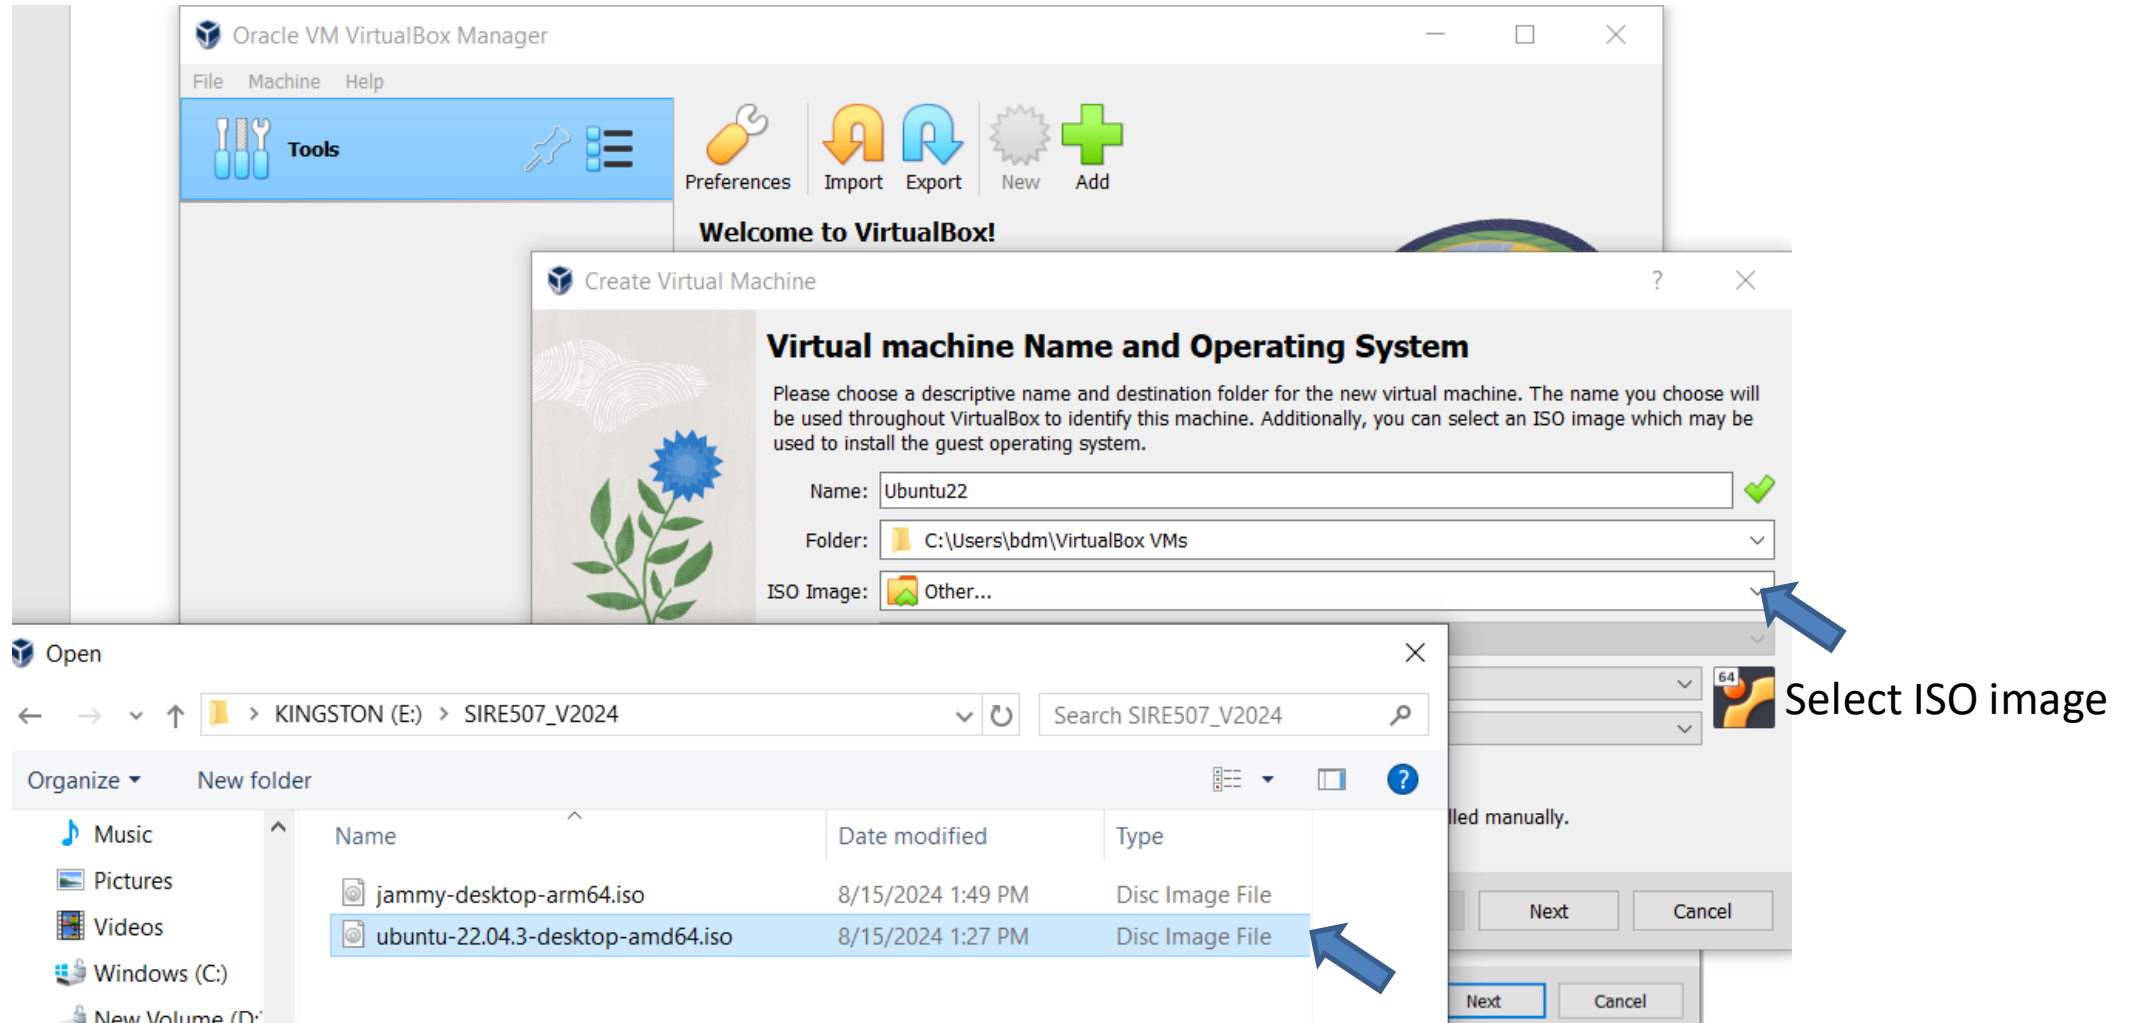 Oracle VM VirtualBox Manager
File Machine Help
Tools
Preferences Import Export New Add
Welcome to VirtualBox!
Create Virtual Machine
?
Virtual machine Name and Operating System
Please choose a descriptive name and destination folder for the new virtual machine. The name you choose will
be used throughout VirtualBox to identify this machine. Additionally, you can select an ISO image which may be
used to install the guest operating system.
Name: Ubuntu22
Folder: C:\Users\bdm\VirtualBox VMs
ISO Image: Other...
Open
64
Select ISO image
KINGSTON (E:) > SIRE507_V2024
Search SIRE507_V2024
Organize New folder
?
lled manually.
Music
Pictures
Videos
Windows (C:)
New Volume (D:
Name Date modified Type
jammy-desktop-arm64.iso 8/15/2024 1:49 PM Disc Image File
ubuntu-22.04.3-desktop-amd64.iso 8/15/2024 1:27 PM Disc Image File
Next Cancel
Next Cancel